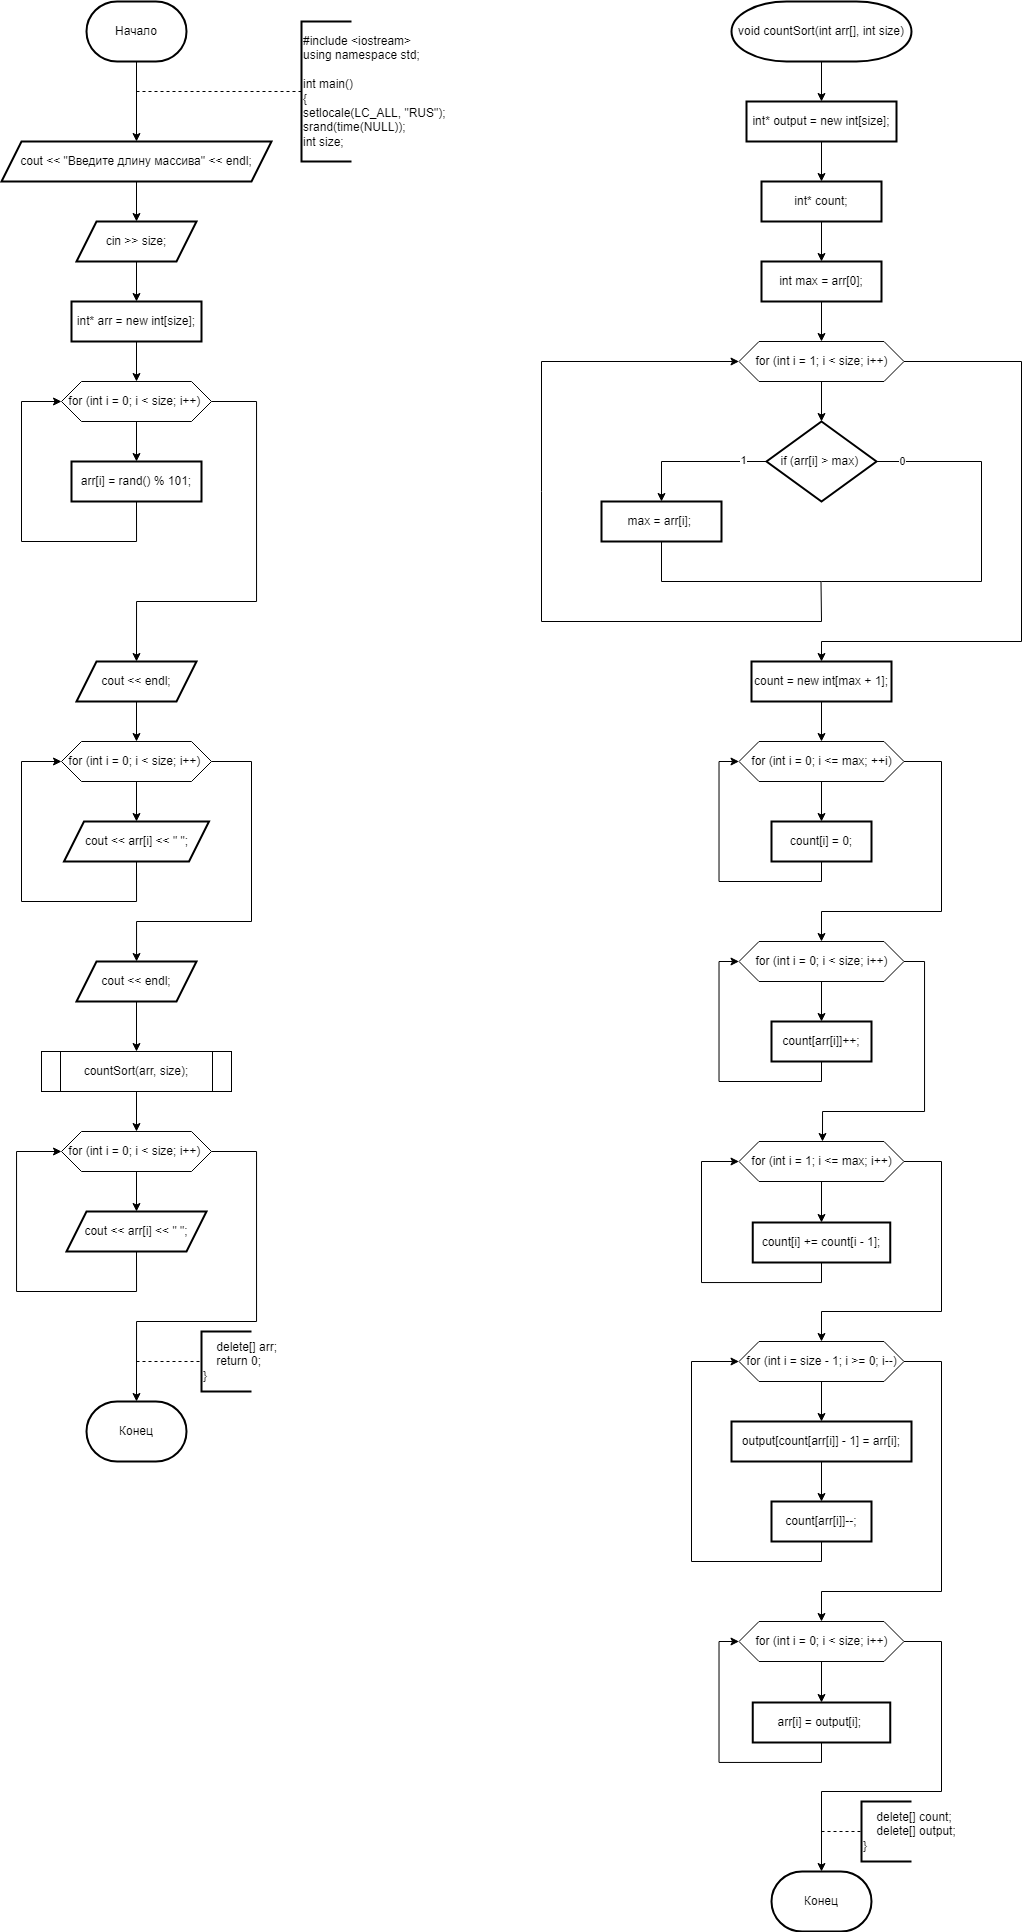 Начало
#include <iostream>
using namespace std;
int main()
{
setlocale(LC_ALL, "RUS");
srand(time(NULL));
int size;
cout << "Введите длину массива" << endl;
cin >> size;
int* arr = new int[size];
for (int i = 0; i < size; i++)
arr[i] = rand() % 101;
cout << endl;
for (int i = 0; i < size; i++)
cout << arr[i] << " ";
cout << endl;
countSort(arr, size);
for (int i = 0; i < size; i++)
cout << arr[i] << " ";
delete[] arr;
return 0;
}
Конец
void countSort(int arr[], int size)
int* output = new int[size];
int* count;
int max = arr[0];
for (int i = 1; i < size; i++)
if (arr[i] > max)
1
0
max = arr[i];
count = new int[max + 1];
for (int i = 0; i <= max; ++i)
count[i] = 0;
for (int i = 0; i < size; i++)
count[arr[i]]++;
for (int i = 1; i <= max; i++)
count[i] += count[i - 1];
for (int i = size - 1; i >= 0; i--)
output[count[arr[i]] - 1] = arr[i];
count[arr[i]]--;
for (int i = 0; i < size; i++)
arr[i] = output[i];
delete[] count;
delete[] output;
}
Конец